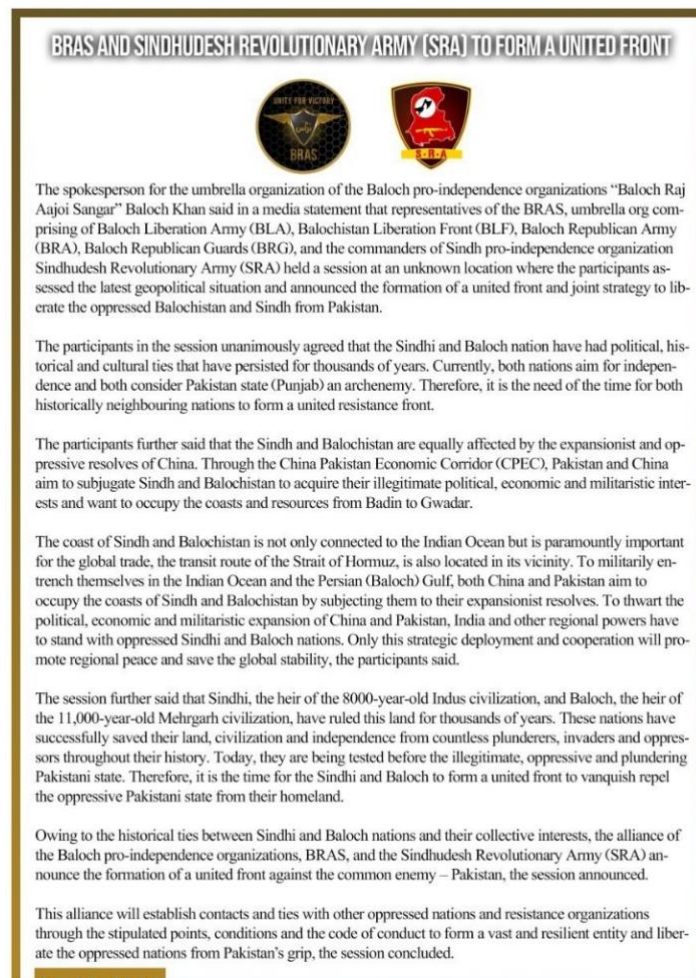 BRAS AND SINDHUDESH REVOLUTIONARY ARMY (SRA) TO FORM A UNITED FRONT
UNITY FOR VICTORY
براس
BRAS
S-R-A
The spokesperson for the umbrella organization of the Baloch pro-independence organizations “Baloch Raj
Aajoi Sangar” Baloch Khan said in a media statement that representatives of the BRAS, umbrella org com-
prising of Baloch Liberation Army (BLA), Balochistan Liberation Front (BLF), Baloch Republican Army
(BRA), Baloch Republican Guards (BRG), and the commanders of Sindh pro-independence organization
Sindhudesh Revolutionary Army (SRA) held a session at an unknown location where the participants as-
sessed the latest geopolitical situation and announced the formation of a united front and joint strategy to lib-
erate the oppressed Balochistan and Sindh from Pakistan.
The participants in the session unanimously agreed that the Sindhi and Baloch nation have had political, his-
torical and cultural ties that have persisted for thousands of years. Currently, both nations aim for indepen-
dence and both consider Pakistan state (Punjab) an archenemy. Therefore, it is the need of the time for both
historically neighbouring nations to form a united resistance front.
The participants further said that the Sindh and Balochistan are equally affected by the expansionist and op-
pressive resolves of China. Through the China Pakistan Economic Corridor (CPEC), Pakistan and China
aim to subjugate Sindh and Balochistan to acquire their illegitimate political, economic and militaristic inter-
ests and want to occupy the coasts and resources from Badin to Gwadar.
The coast of Sindh and Balochistan is not only connected to the Indian Ocean but is paramountly important
for the global trade, the transit route of the Strait of Hormuz, is also located in its vicinity. To militarily en-
trench themselves in the Indian Ocean and the Persian (Baloch) Gulf, both China and Pakistan aim to
occupy the coasts of Sindh and Balochistan by subjecting them to their expansionist resolves. To thwart the
political, economic and militaristic expansion of China and Pakistan, India and other regional powers have
to stand with oppressed Sindhi and Baloch nations. Only this strategic deployment and cooperation will pro-
mote regional peace and save the global stability, the participants said.
The session further said that Sindhi, the heir of the 8000-year-old Indus civilization, and Baloch, the heir of
the 11,000-year-old Mehrgarh civilization, have ruled this land for thousands of years. These nations have
successfully saved their land, civilization and independence from countless plunderers, invaders and oppres-
sors throughout their history. Today, they are being tested before the illegitimate, oppressive and plundering
Pakistani state. Therefore, it is the time for the Sindhi and Baloch to form a united front to vanquish repel
the oppressive Pakistani state from their homeland.
Owing to the historical ties between Sindhi and Baloch nations and their collective interests, the alliance of
the Baloch pro-independence organizations, BRAS, and the Sindhudesh Revolutionary Army (SRA) an-
nounce the formation of a united front against the common enemy – Pakistan, the session announced.
This alliance will establish contacts and ties with other oppressed nations and resistance organizations
through the stipulated points, conditions and the code of conduct to form a vast and resilient entity and liber-
ate the oppressed nations from Pakistan’s grip, the session concluded.